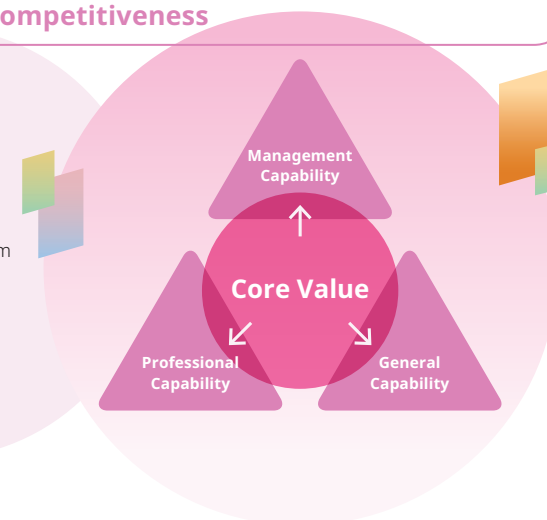 ompetitiveness
Management
Capability
m
Core Value
Professional
Capability
General
Capability